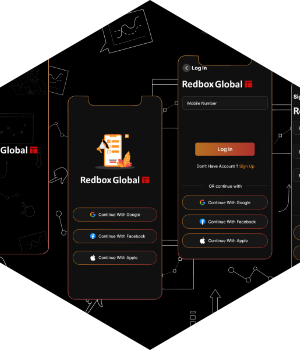 Global
Redbox Global
Continue With Google
Continue With Facebook
Continue With Apple
Log in
Redbox Global
Mobile Number
Log in
Don't Have Account ? Sign Up
OR continue with
Continue With Google
Continue With Facebook
Continue With Apple